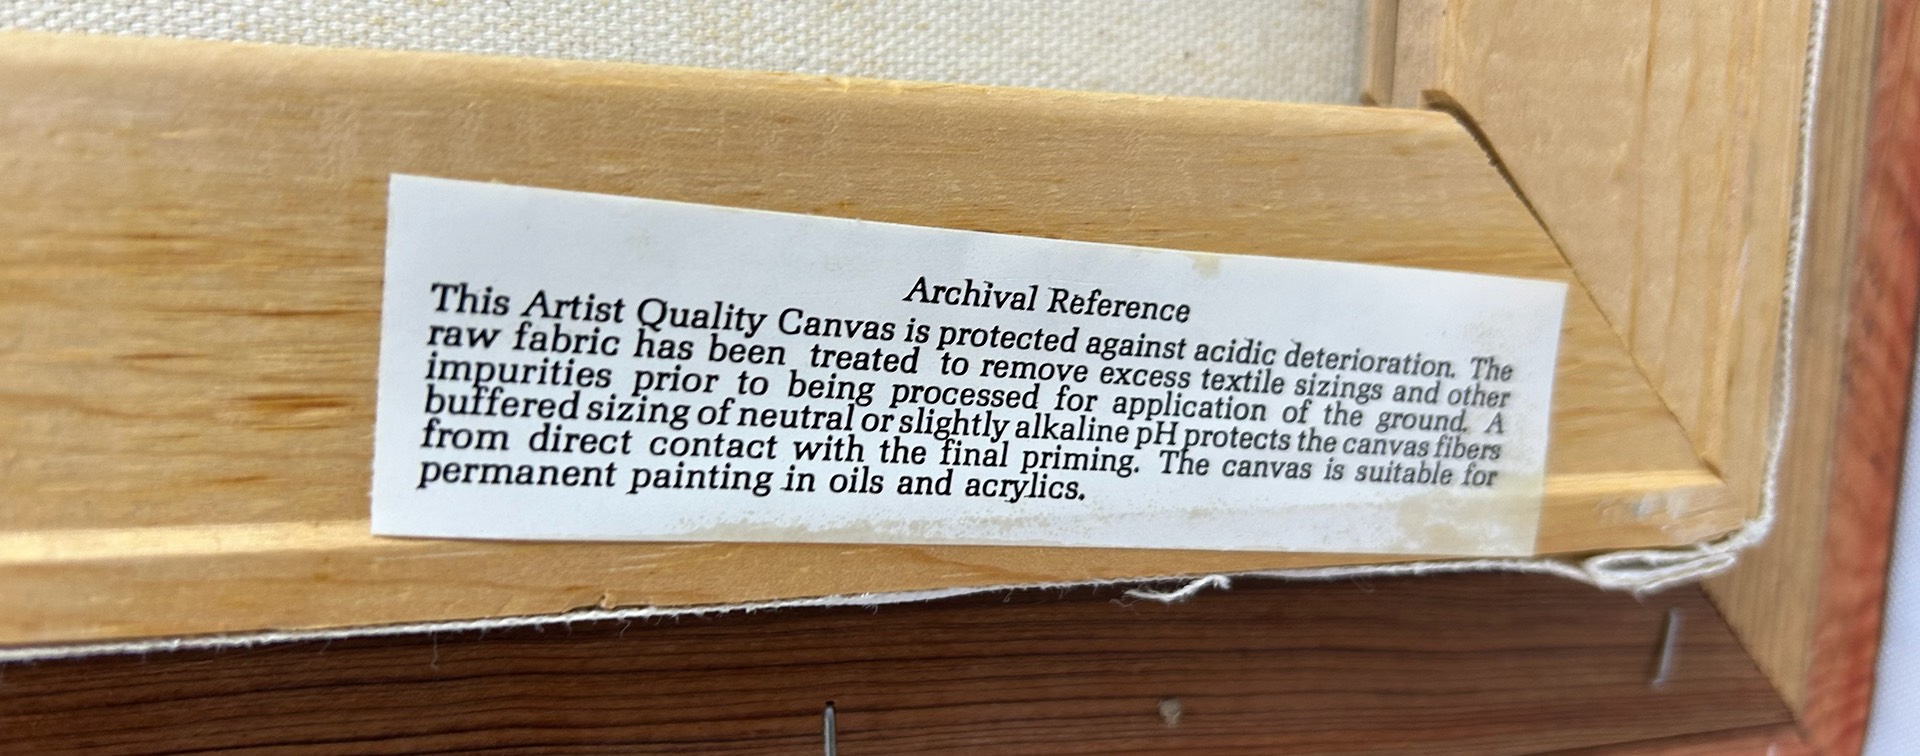 Archival Reference
This Artist Quality Canvas is protected against acidic deterioration. The
raw fabric has been treated to remove excess textile sizings and other
impurities prior to being processed for application of the ground. A
buffered sizing of neutral or slightly alkaline pH protects the canvas fibers
from direct contact with the final priming. The canvas is suitable for
permanent painting in oils and acrylics.